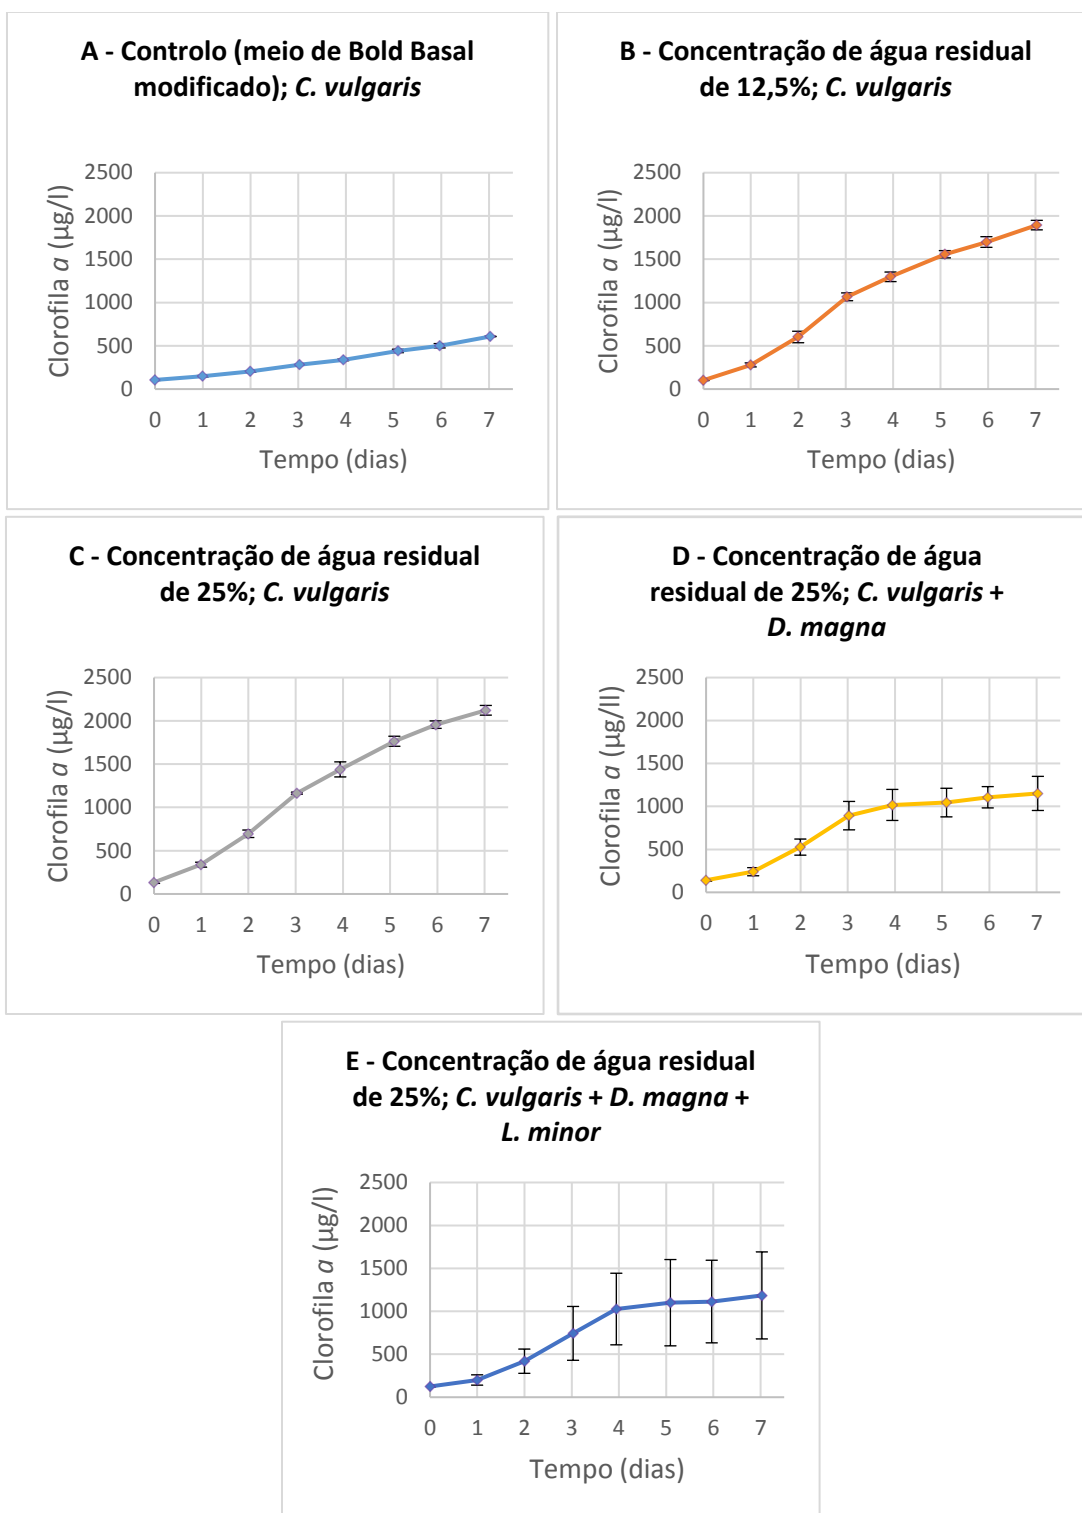 A - Controlo (meio de Bold Basal
modificado); C. vulgaris
2500
2000
1500
1000
500
0
Clorofila a (µg/l)
0 1 2 3 4 5 6 7
Tempo (dias)
B - Concentração de água residual
de 12,5%; C. vulgaris
2500
2000
1500
1000
500
0
Clorofila a (µg/l)
0 1 2 3 4 5 6 7
Tempo (dias)
C - Concentração de água residual
de 25%; C. vulgaris
2500
2000
1500
1000
500
0
Clorofila a (µg/l)
0 1 2 3 4 5 6 7
Tempo (dias)
D - Concentração de água
residual de 25%; C. vulgaris +
D. magna
2500
2000
1500
1000
500
0
Clorofila a (µg/ll)
0 1 2 3 4 5 6 7
Tempo (dias)
E - Concentração de água residual
de 25%; C. vulgaris + D. magna +
L. minor
2500
2000
1500
1000
500
0
Clorofila a (µg/l)
0 1 2 3 4 5 6 7
Tempo (dias)